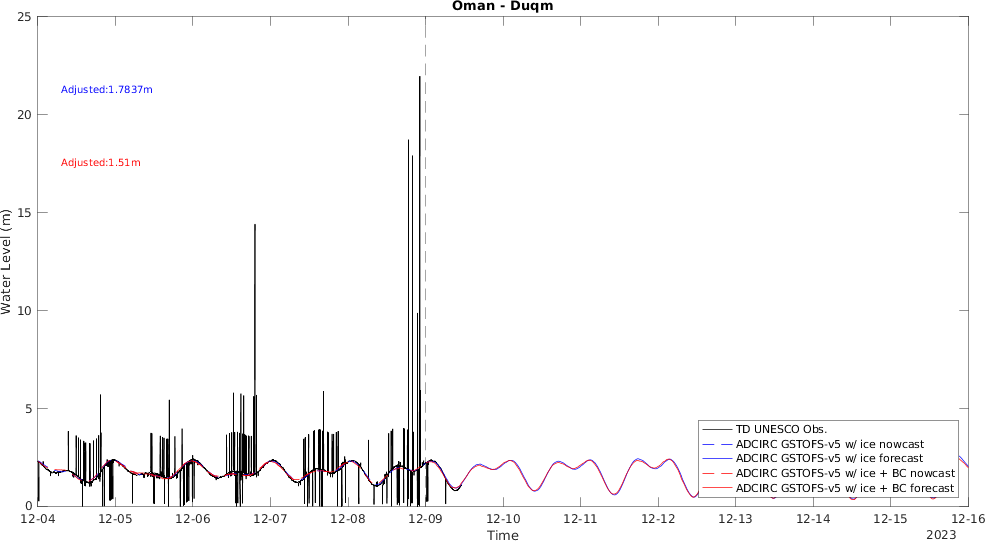 Oman - Duqm
25
20
15
10
5
0
Water Level (m)
Adjusted:1.7837m
Adjusted:1.51m
TD UNESCO Obs.
ADCIRC GSTOFS-v5 w/ ice nowcast
ADCIRC GSTOFS-v5 w/ ice forecast
ADCIRC GSTOFS-v5 w/ ice + BC nowcast
ADCIRC GSTOFS-v5 w/ ice + BC forecast
12-04 12-05 12-06 12-07 12-08 12-09 12-10 12-11 12-12 12-13 12-14 12-15 12-16
Time
2023